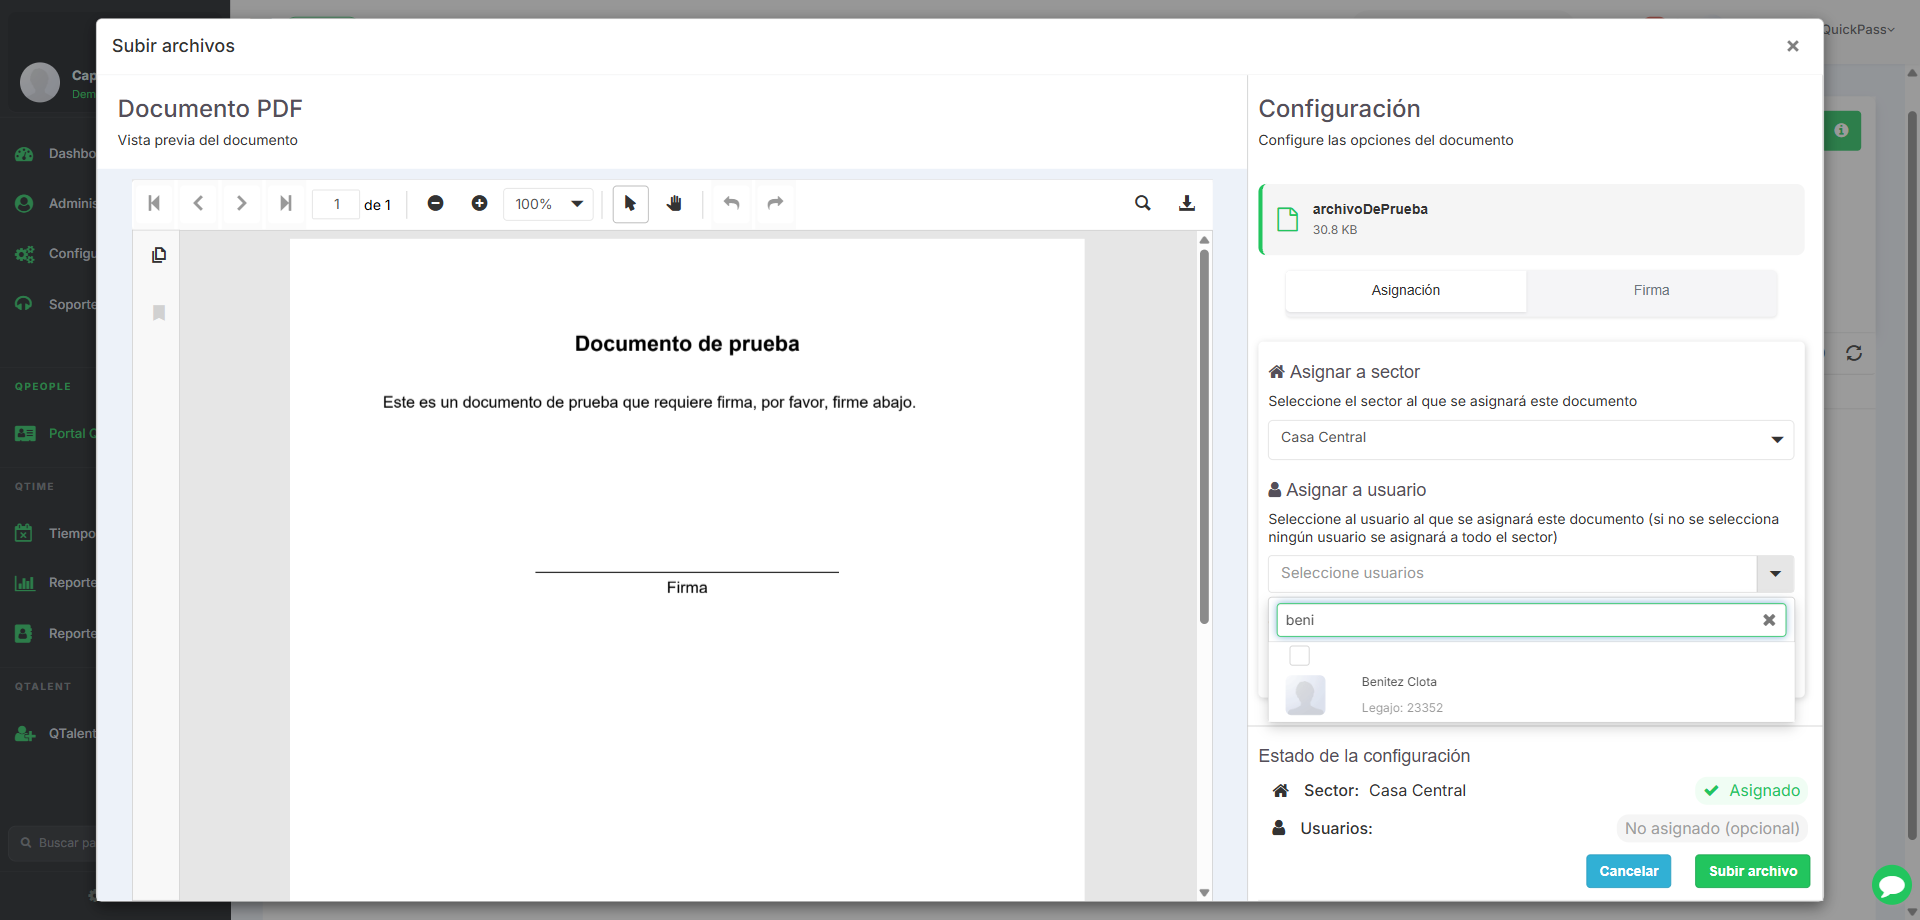 Subir archivos
×
QuickPass
Cap
Dem
Dashbo
Adminis
Configu
Soporte
QPEOPLE
Portal Q
QTIME
Tiempo
Reporte
Reporte
QTALENT
QTalent
Buscar pa
Documento PDF
Vista previa del documento
1 de 1
100%
Documento de prueba
Este es un documento de prueba que requiere firma, por favor, firme abajo.
Firma
Configuración
Configure las opciones del documento
archivoDePrueba
30.8 KB
Asignación
Firma
Asignar a sector
Seleccione el sector al que se asignará este documento
Casa Central
Asignar a usuario
Seleccione al usuario al que se asignará este documento (si no se selecciona
ningún usuario se asignará a todo el sector)
Seleccione usuarios
beni
Benitez Clota
Legajo: 23352
Estado de la configuración
Sector: Casa Central
Asignado
Usuarios:
No asignado (opcional)
Cancelar
Subir archivo